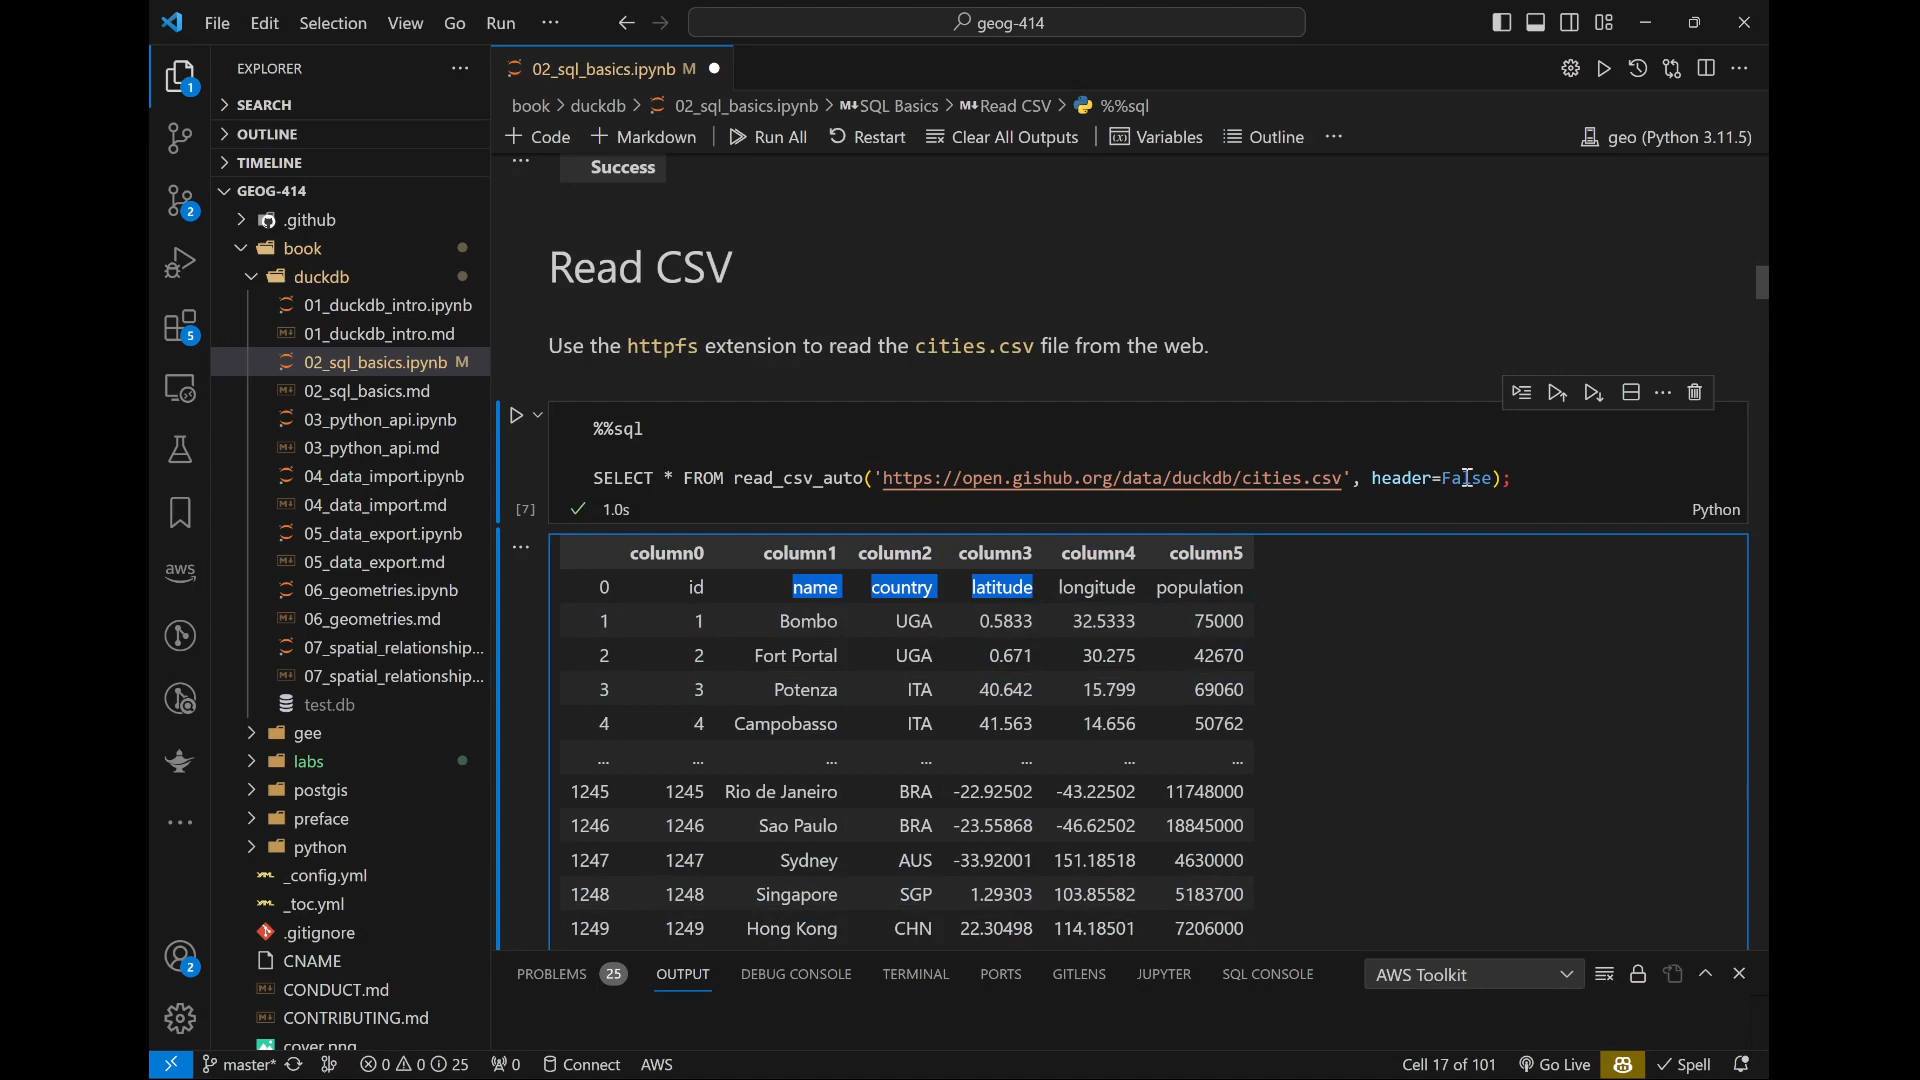 File Edit Selection View Go Run ...
geog-414
EXPLORER
SEARCH
OUTLINE
TIMELINE
GEOG-414
.github
book
duckdb
01_duckdb_intro.ipynb
01_duckdb_intro.md
02_sql_basics.ipynb M
02_sql_basics.md
03_python_api.ipynb
03_python_api.md
04_data_import.ipynb
04_data_import.md
05_data_export.ipynb
05_data_export.md
06_geometries.ipynb
06_geometries.md
07_spatial_relationship...
07_spatial_relationship...
test.db
gee
labs
postgis
preface
python
_config.yml
_toc.yml
.gitignore
CNAME
CONDUCT.md
CONTRIBUTING.md
cover.png
1
2
5
aws
2
02_sql_basics.ipynb M
book > duckdb > 02_sql_basics.ipynb > M↓SQL Basics > M↓Read CSV > %%sql
+ Code + Markdown Run All Restart Clear All Outputs Variables Outline ... geo (Python 3.11.5)
Success
Read CSV
Use the httpfs extension to read the cities.csv file from the web.
%%sql
SELECT * FROM read_csv_auto('https://open.gishub.org/data/duckdb/cities.csv', header=False);
[7] 1.0s Python
column0 column1 column2 column3 column4 column5
0 id name country latitude longitude population
1 1 Bombo UGA 0.5833 32.5333 75000
2 2 Fort Portal UGA 0.671 30.275 42670
3 3 Potenza ITA 40.642 15.799 69060
4 4 Campobasso ITA 41.563 14.656 50762
... ... ... ... ... ... ...
1245 1245 Rio de Janeiro BRA -22.92502 -43.22502 11748000
1246 1246 Sao Paulo BRA -23.55868 -46.62502 18845000
1247 1247 Sydney AUS -33.92001 151.18518 4630000
1248 1248 Singapore SGP 1.29303 103.85582 5183700
1249 1249 Hong Kong CHN 22.30498 114.18501 7206000
PROBLEMS 25 OUTPUT DEBUG CONSOLE TERMINAL PORTS GITLENS JUPYTER SQL CONSOLE AWS Toolkit
master* 0 0 25 0 Connect AWS Cell 17 of 101 Go Live Spell